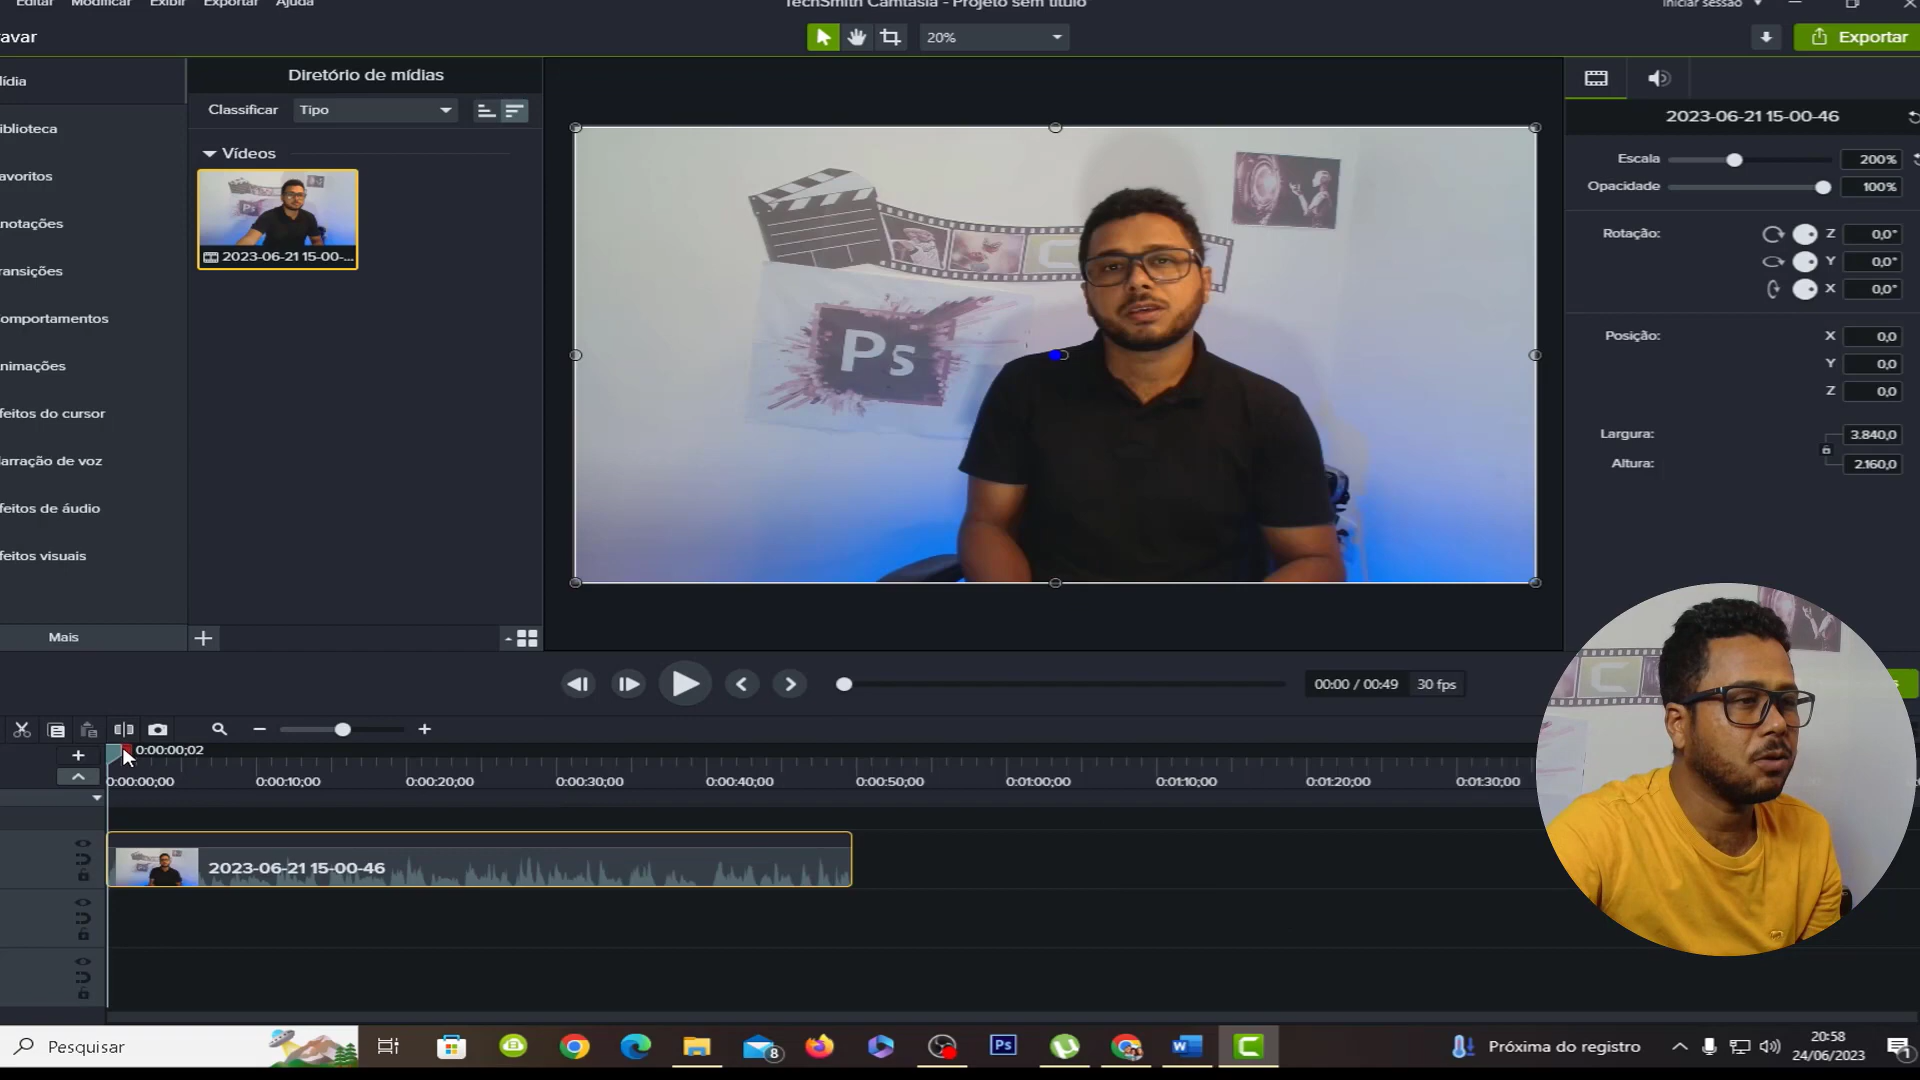 Editar Modificar Exibir Exportar Ajuda
TechSmith Camtasia - Projeto sem título
Iniciar sessão
avar
20%
Exportar
ídia
iblioteca
avoritos
notações
ransições
omportamentos
nimações
feitos do cursor
arração de voz
feitos de áudio
feitos visuais
Mais
Diretório de mídias
Classificar Tipo
Vídeos
2023-06-21 15-00-...
Ps
2023-06-21 15-00-46
Escala 200%
Opacidade 100%
Rotação: Z 0,0°
Y 0,0°
X 0,0°
Posição: X 0,0
Y 0,0
Z 0,0
Largura: 3.840,0
Altura: 2.160,0
00:00 / 00:49 30 fps
0:00:00;02
0:00:00;00 0:00:10;00 0:00:20;00 0:00:30;00 0:00:40;00 0:00:50;00 0:01:00;00 0:01:10;00 0:01:20;00 0:01:30;00
2023-06-21 15-00-46
Pesquisar
8
Ps
Próxima do registro
20:58
24/06/2023
1